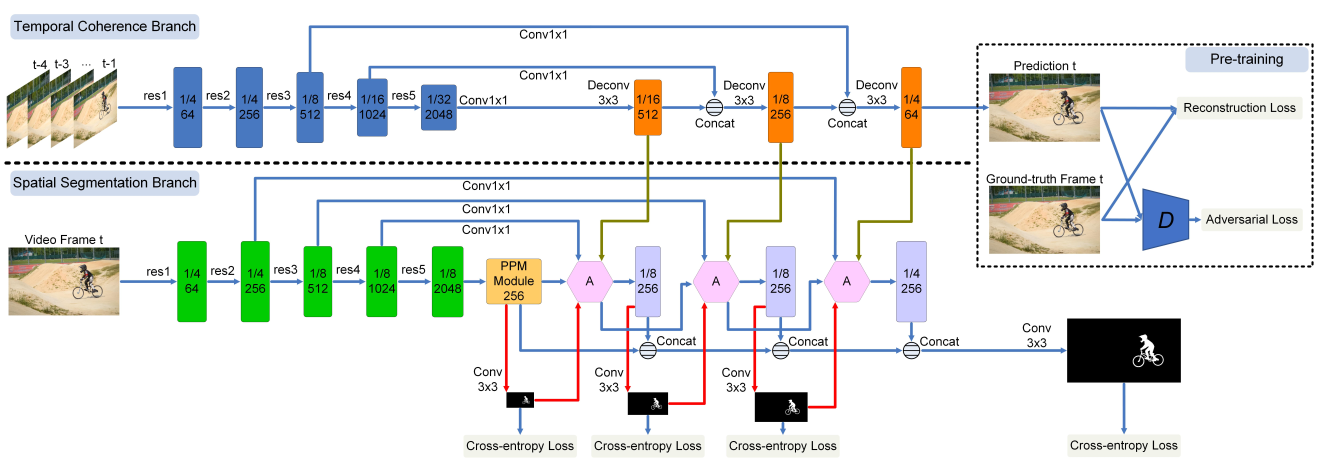 Temporal Coherence Branch
t-4 t-3 ... t-1
res1
1/4
64
res2
1/4
256
res3
1/8
512
res4
1/16
1024
res5
1/32
2048
Conv1x1
Conv1x1
Conv1x1
Deconv
3x3
1/16
512
Concat
Deconv
3x3
1/8
256
Concat
Deconv
3x3
1/4
64
Pre-training
Prediction t
Reconstruction Loss
Ground-truth Frame t
D
Adversarial Loss
Spatial Segmentation Branch
Video Frame t
res1
1/4
64
res2
1/4
256
res3
1/8
512
res4
1/8
1024
res5
1/8
2048
Conv1x1
Conv1x1
Conv1x1
PPM
Module
256
A
1/8
256
A
1/8
256
A
1/4
256
Concat
Concat
Concat
Conv
3x3
Conv
3x3
Conv
3x3
Conv
3x3
Cross-entropy Loss
Cross-entropy Loss
Cross-entropy Loss
Cross-entropy Loss